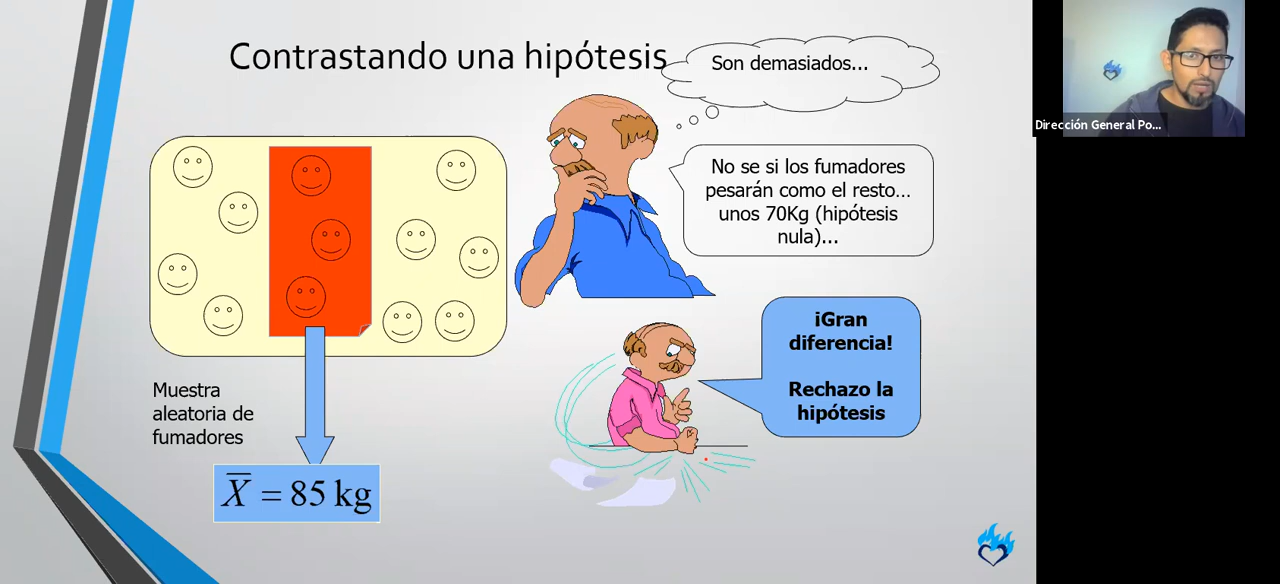 Contrastando una hipótesis
Son demasiados...
No se si los fumadores
pesarán como el resto...
unos 70Kg (hipótesis
nula)...
¡Gran
diferencia!
Rechazo la
hipótesis
Muestra
aleatoria de
fumadores
X̅ = 85 kg
Dirección General Po...